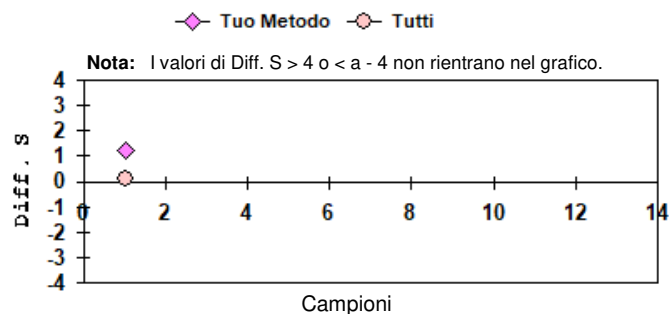 Tuo Metodo Tutti
Nota: I valori di Diff. S > 4 o < a - 4 non rientrano nel grafico.
4
3
2
1
0
-1
-2
-3
-4
Diff. S
0 2 4 6 8 10 12 14
Campioni